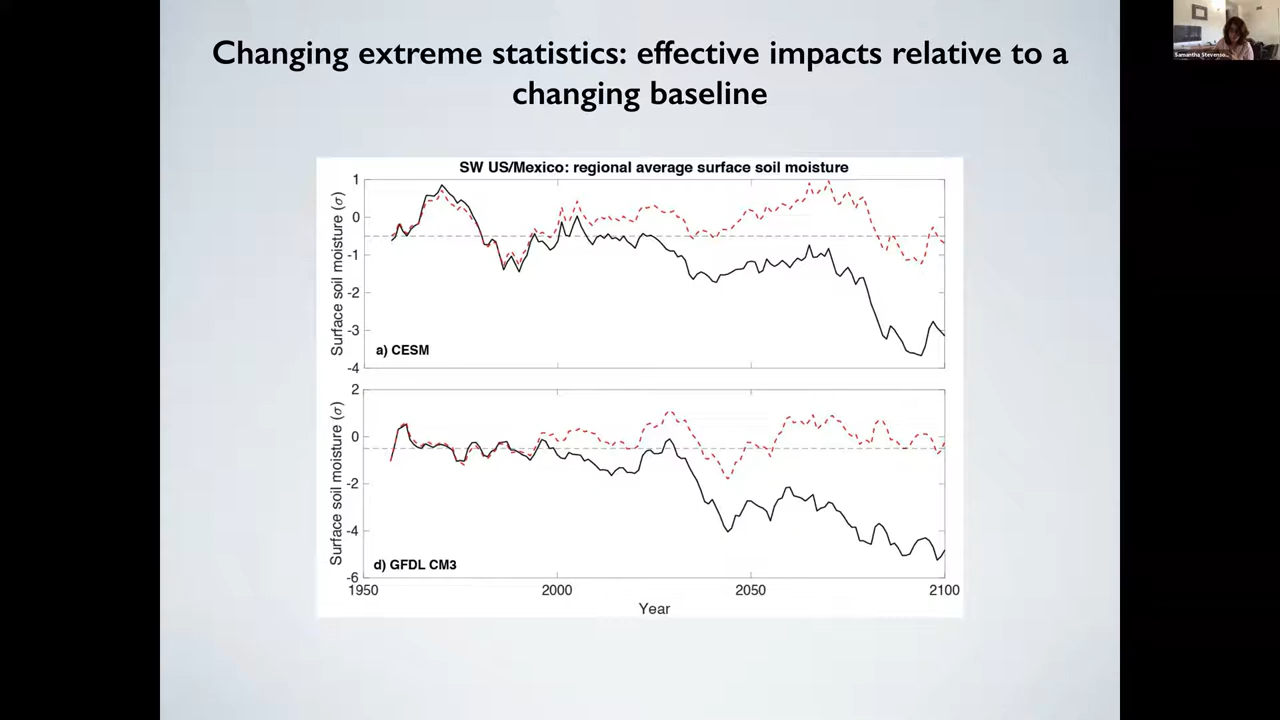 Changing extreme statistics: effective impacts relative to a
changing baseline
Samantha Stevenso...
SW US/Mexico: regional average surface soil moisture
Surface soil moisture (σ)
1
0
-1
-2
-3
-4
a) CESM
Surface soil moisture (σ)
2
0
-2
-4
-6
d) GFDL CM3
1950
2000
2050
2100
Year